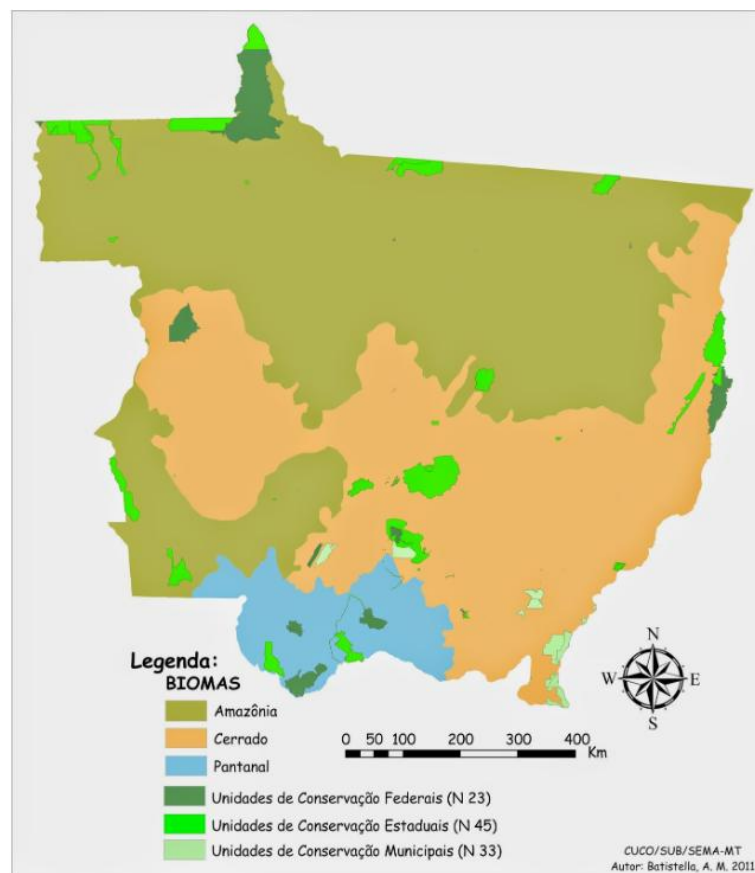 Legenda:
BIOMAS
Amazônia
Cerrado
Pantanal
Unidades de Conservação Federais (N 23)
Unidades de Conservação Estaduais (N 45)
Unidades de Conservação Municipais (N 33)
N
W E
S
0 50 100 200 300 400
Km
CUCO/SUB/SEMA-MT
Autor: Batistella, A. M. 2011